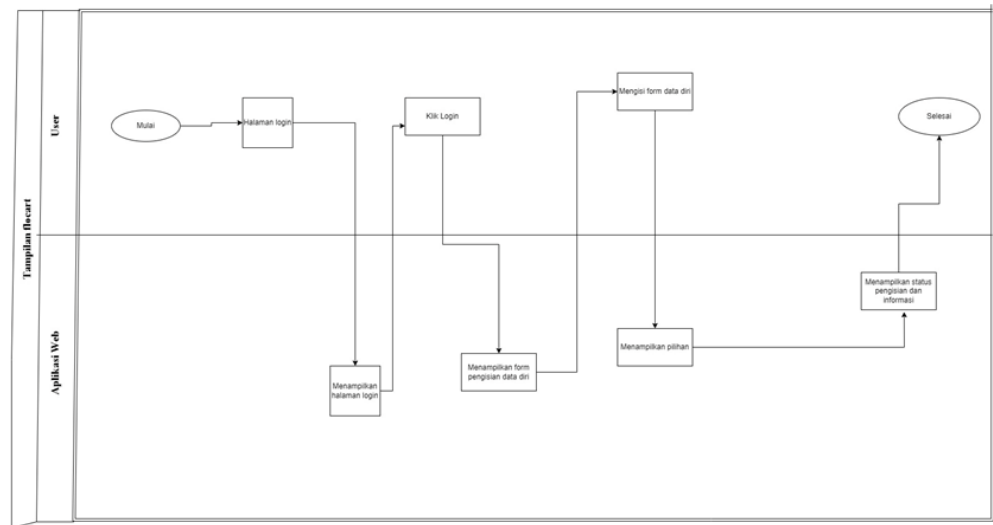 Tampilan flocart
User
Mulai
Halaman login
Klik Login
Mengisi form data diri
Selesai
Aplikasi Web
Menampilkan
halaman login
Menampilkan form
pengisian data diri
Menampilkan pilihan
Menampilkan status
pengisian dan
informasi